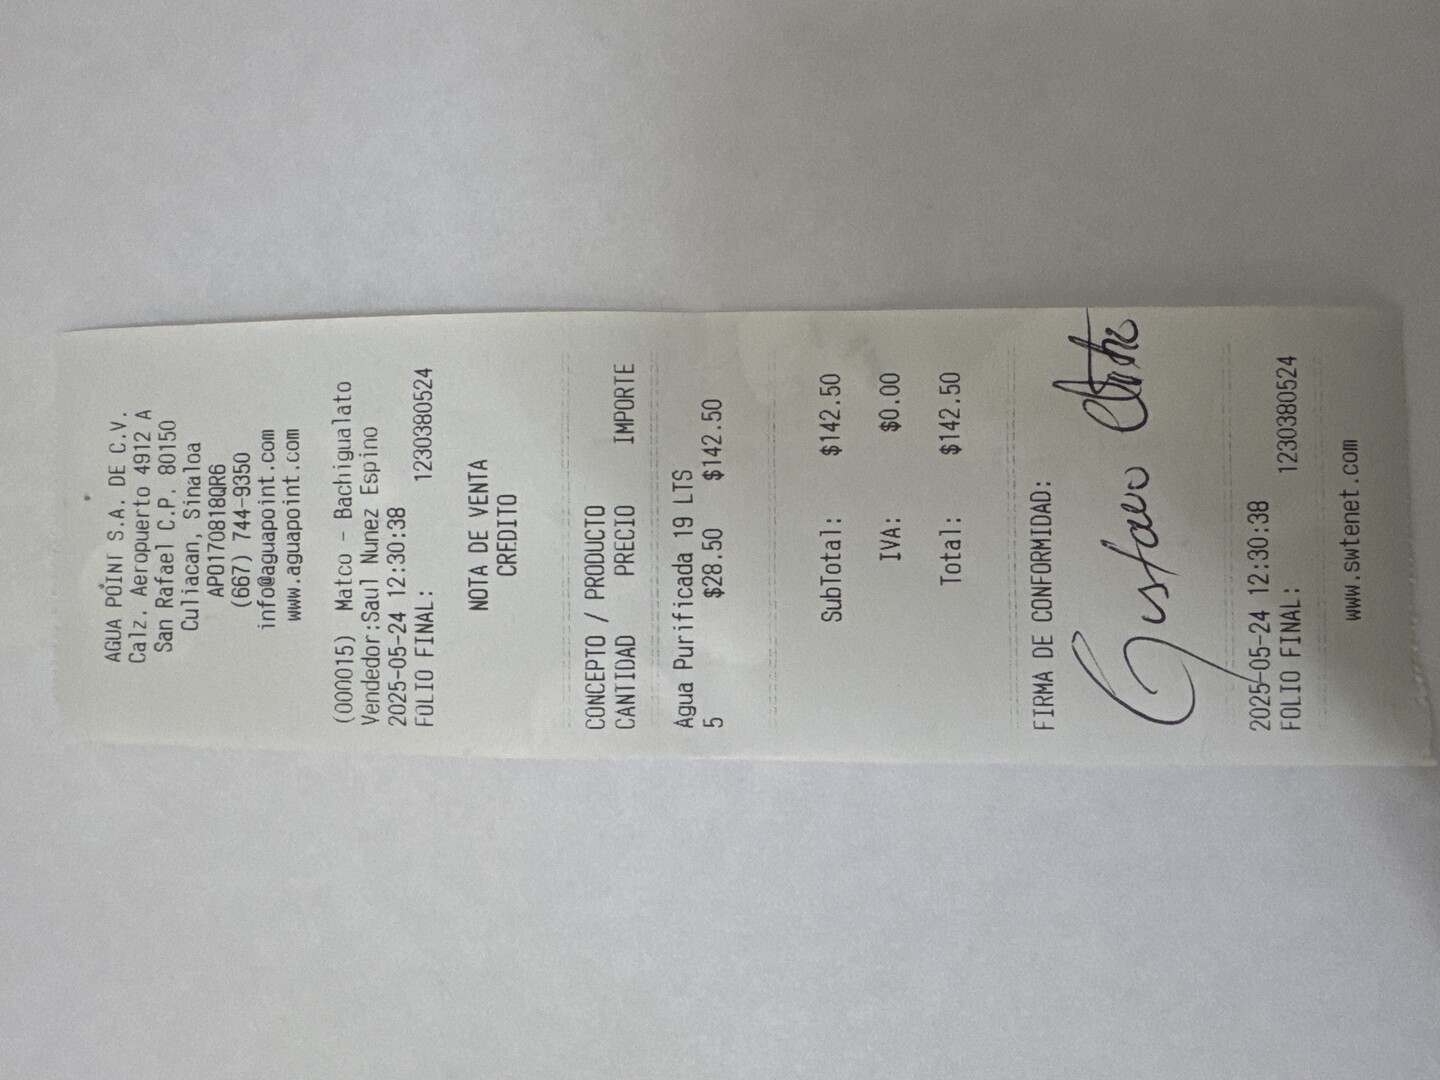 AGUA POINT S.A. DE C.V.
Calz. Aeropuerto 4912 A
San Rafael C.P. 80150
Culiacan, Sinaloa
APO170818QR6
(667) 744-9350
info@aguapoint.com
www.aguapoint.com
(000015) Matco - Bachigualato
Vendedor:Saul Nunez Espino
2025-05-24 12:30:38
FOLIO FINAL: 1230380524
NOTA DE VENTA
CREDITO
CONCEPTO / PRODUCTO
CANTIDAD PRECIO IMPORTE
Agua Purificada 19 LTS
5 $28.50 $142.50
SubTotal: $142.50
IVA: $0.00
Total: $142.50
FIRMA DE CONFORMIDAD:
Gustavo
2025-05-24 12:30:38
FOLIO FINAL: 1230380524
www.swtenet.com